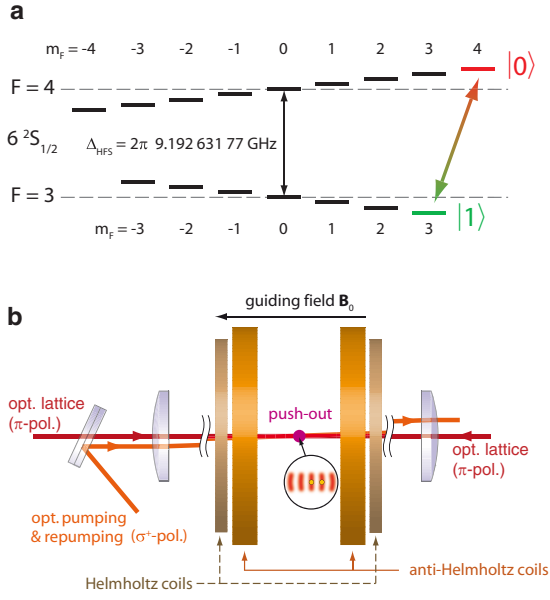 a
m_F = -4 -3 -2 -1 0 1 2 3 4
|0⟩
F = 4
6 ²S₁/₂
Δ_HFS = 2π 9.192 631 77 GHz
F = 3
|1⟩
m_F = -3 -2 -1 0 1 2 3
b
guiding field B₀
push-out
opt. lattice
(π-pol.)
opt. lattice
(π-pol.)
opt. pumping
& repumping (σ⁺-pol.)
anti-Helmholtz coils
Helmholtz coils